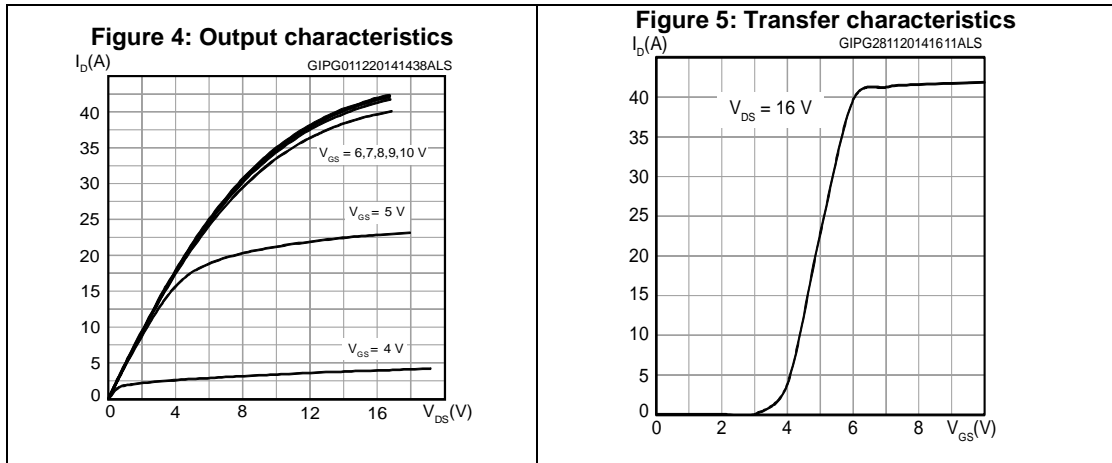 Figure 4: Output characteristics
I_D(A)
GIPG011220141438ALS
40
35
30
25
20
15
10
5
0
V_GS = 6,7,8,9,10 V
V_GS= 5 V
V_GS= 4 V
0 4 8 12 16 V_DS(V)
Figure 5: Transfer characteristics
I_D(A)
GIPG281120141611ALS
40
35
30
25
20
15
10
5
0
V_DS = 16 V
0 2 4 6 8 V_GS(V)